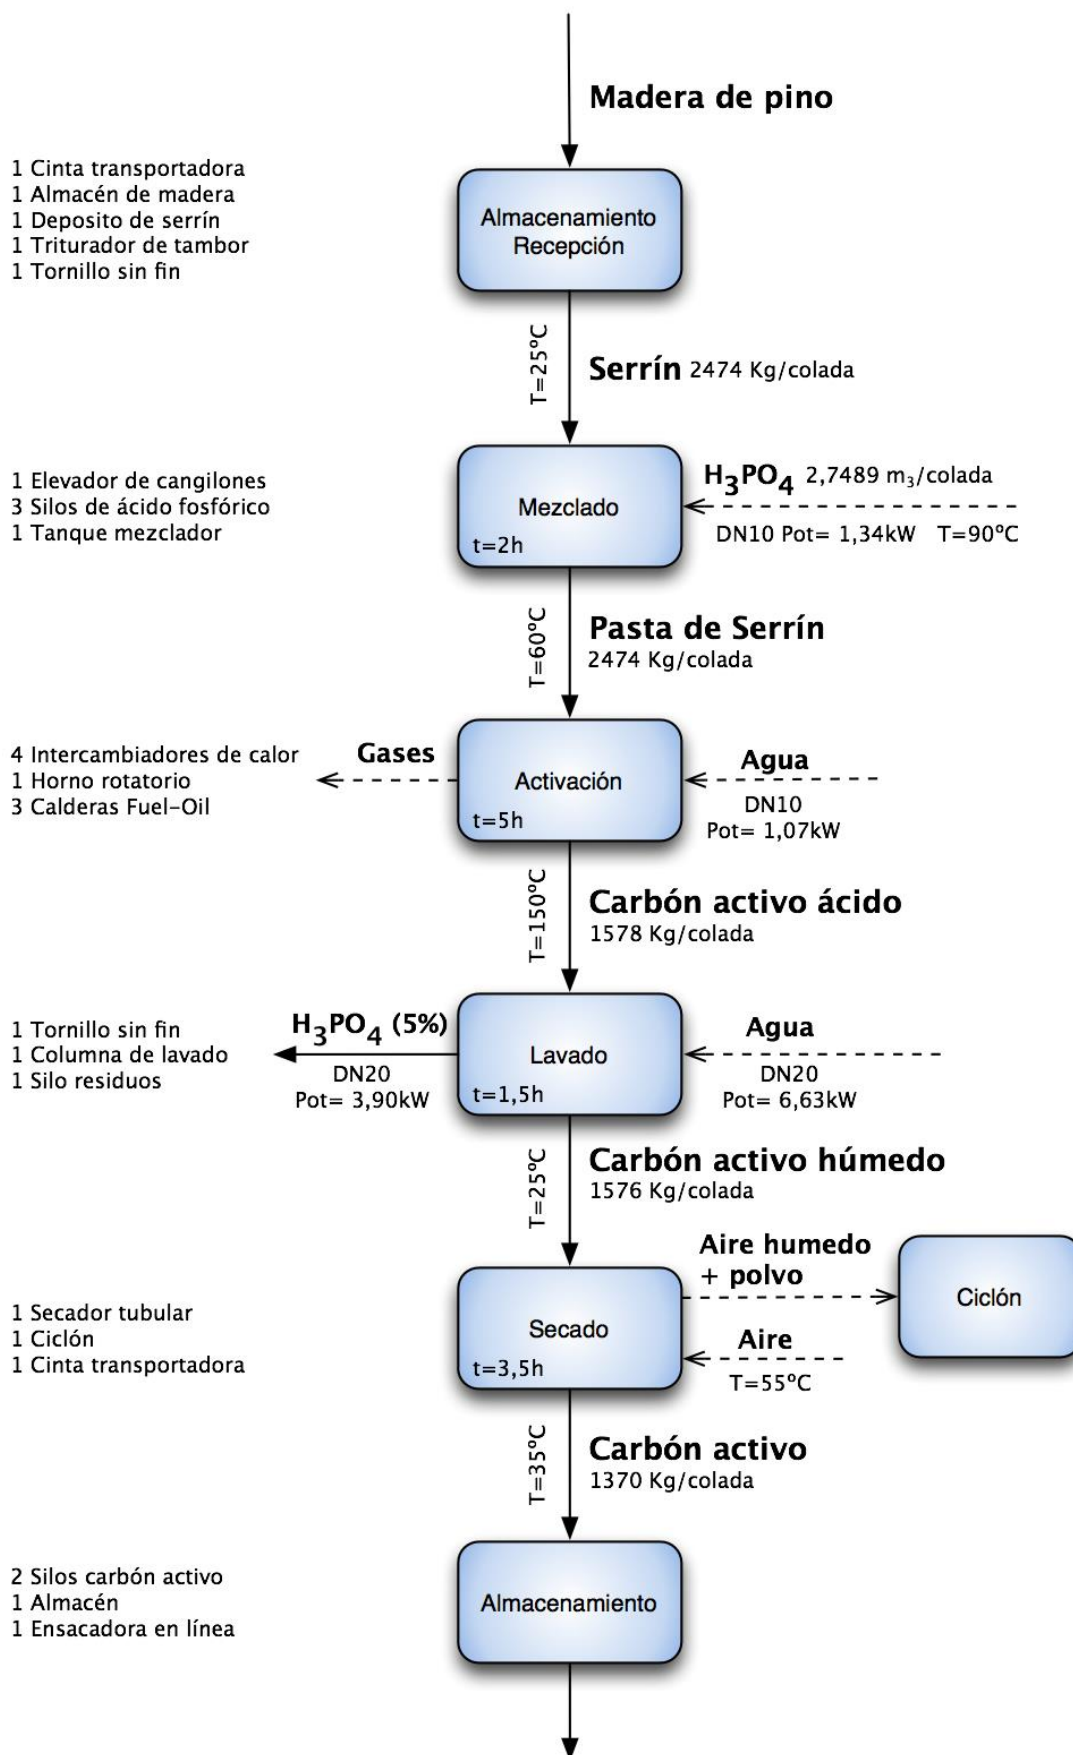 Madera de pino
1 Cinta transportadora
1 Almacén de madera
1 Deposito de serrín
1 Triturador de tambor
1 Tornillo sin fin
Almacenamiento
Recepción
T=25ºC
Serrín 2474 Kg/colada
1 Elevador de cangilones
3 Silos de ácido fosfórico
1 Tanque mezclador
Mezclado
t=2h
H3PO4 2,7489 m3/colada
DN10 Pot= 1,34kW T=90ºC
T=60ºC
Pasta de Serrín
2474 Kg/colada
4 Intercambiadores de calor
1 Horno rotatorio
3 Calderas Fuel-Oil
Gases
Activación
t=5h
Agua
DN10
Pot= 1,07kW
T=150ºC
Carbón activo ácido
1578 Kg/colada
1 Tornillo sin fin
1 Columna de lavado
1 Silo residuos
H3PO4 (5%)
DN20
Pot= 3,90kW
Lavado
t=1,5h
Agua
DN20
Pot= 6,63kW
T=25ºC
Carbón activo húmedo
1576 Kg/colada
1 Secador tubular
1 Ciclón
1 Cinta transportadora
Secado
t=3,5h
Aire humedo
+ polvo
Ciclón
Aire
T=55ºC
T=35ºC
Carbón activo
1370 Kg/colada
2 Silos carbón activo
1 Almacén
1 Ensacadora en línea
Almacenamiento